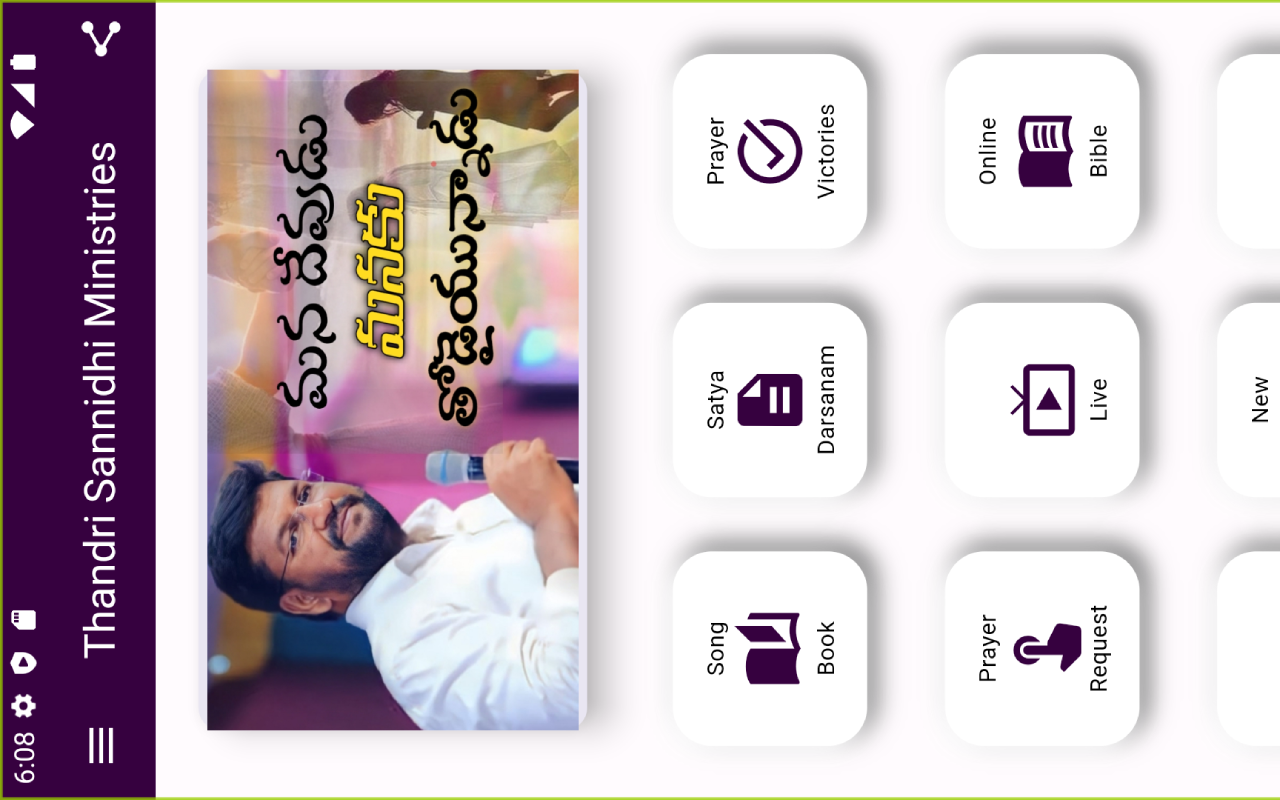 6:08
Thandri Sannidhi Ministries
మన దేవుడు
మనకు
తోడైయున్నాడు
Song
Book
Satya
Darsanam
Prayer
Victories
Prayer
Request
Live
Online
Bible
New